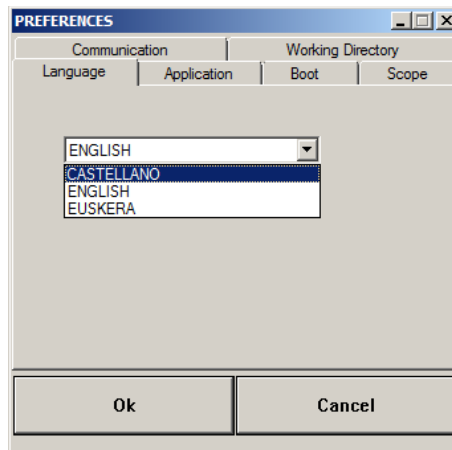 PREFERENCES
Communication
Working Directory
Language
Application
Boot
Scope
ENGLISH
CASTELLANO
ENGLISH
EUSKERA
Ok
Cancel